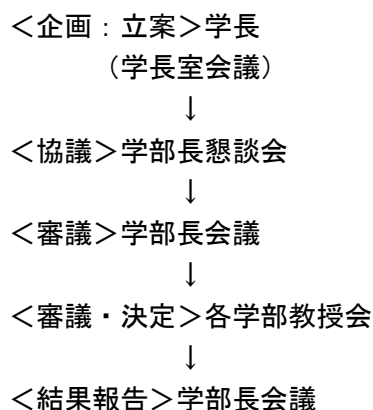 ＜企画：立案＞学長
（学長室会議）
↓
＜協議＞学部長懇談会
↓
＜審議＞学部長会議
↓
＜審議・決定＞各学部教授会
↓
＜結果報告＞学部長会議